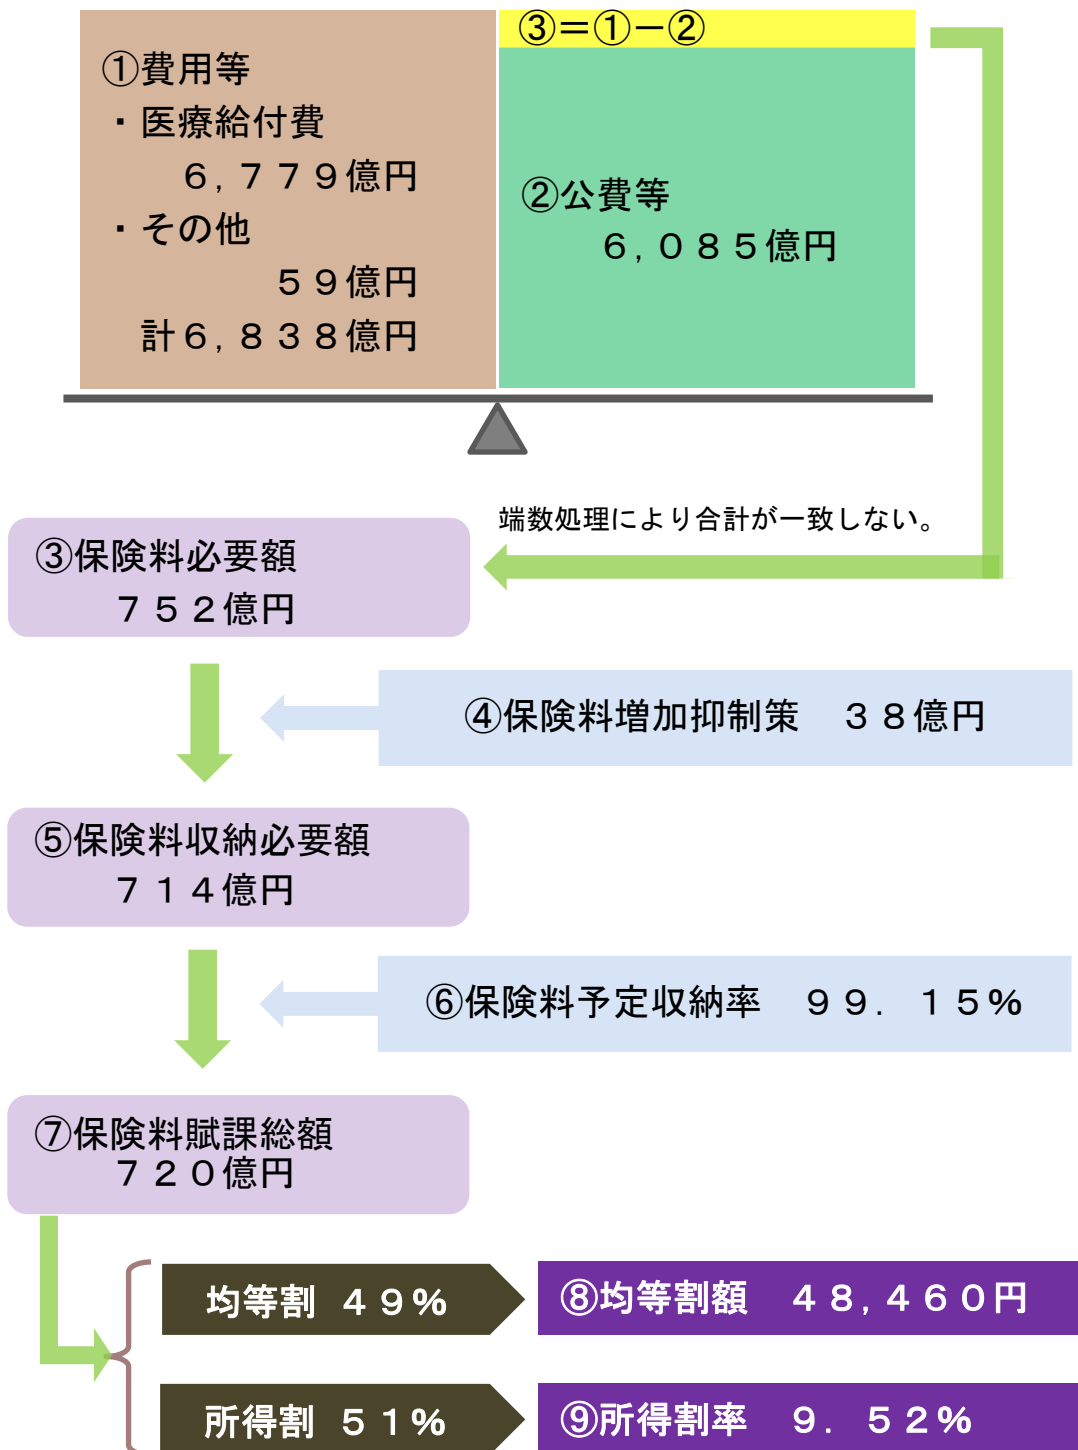 ①費用等
・医療給付費
６，７７９億円
・その他
５９億円
計６，８３８億円
③＝①－②
②公費等
６，０８５億円
端数処理により合計が一致しない。
③保険料必要額
７５２億円
④保険料増加抑制策　３８億円
⑤保険料収納必要額
７１４億円
⑥保険料予定収納率　９９．１５％
⑦保険料賦課総額
７２０億円
均等割 ４９％
⑧均等割額　４８，４６０円
所得割 ５１％
⑨所得割率　９．５２％